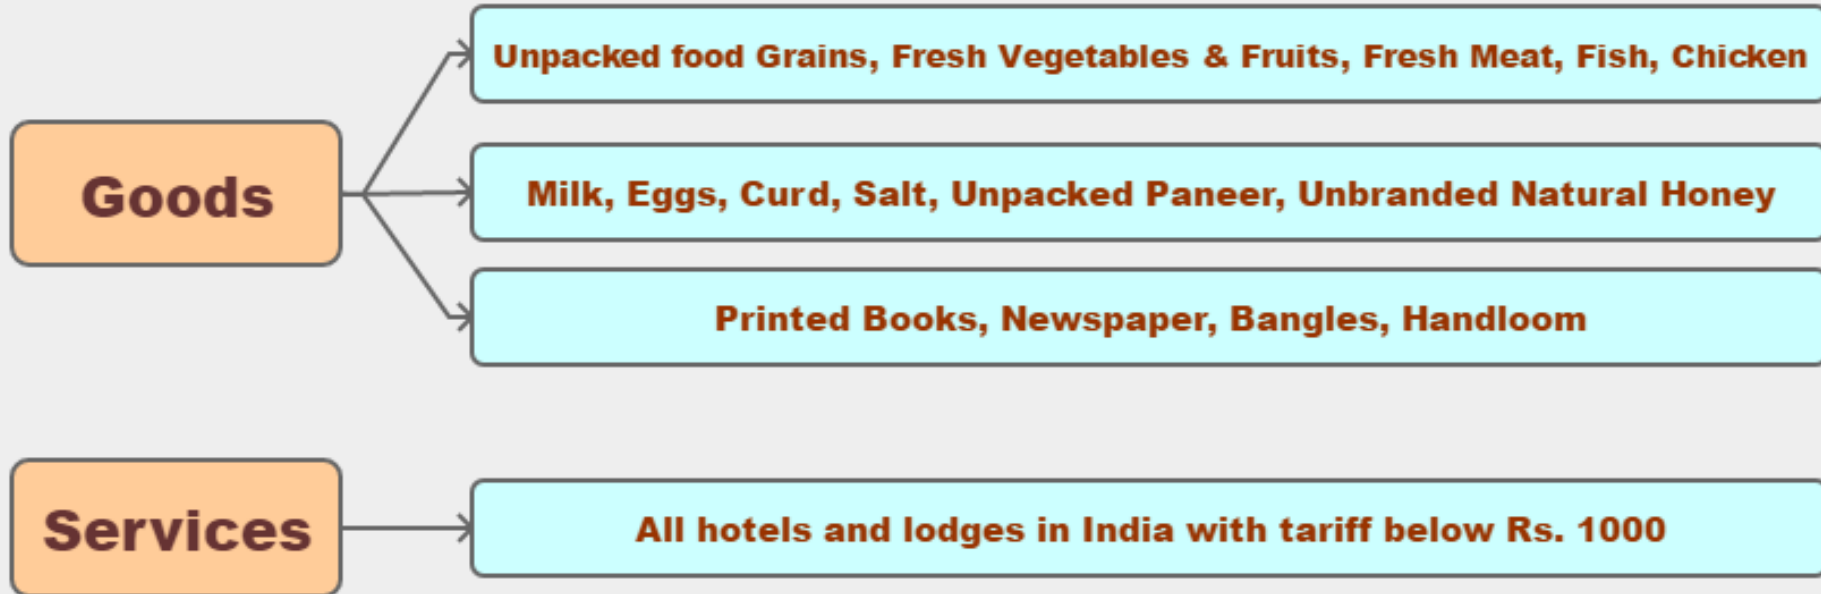 Goods
Unpacked food Grains, Fresh Vegetables & Fruits, Fresh Meat, Fish, Chicken
Milk, Eggs, Curd, Salt, Unpacked Paneer, Unbranded Natural Honey
Printed Books, Newspaper, Bangles, Handloom
Services
All hotels and lodges in India with tariff below Rs. 1000